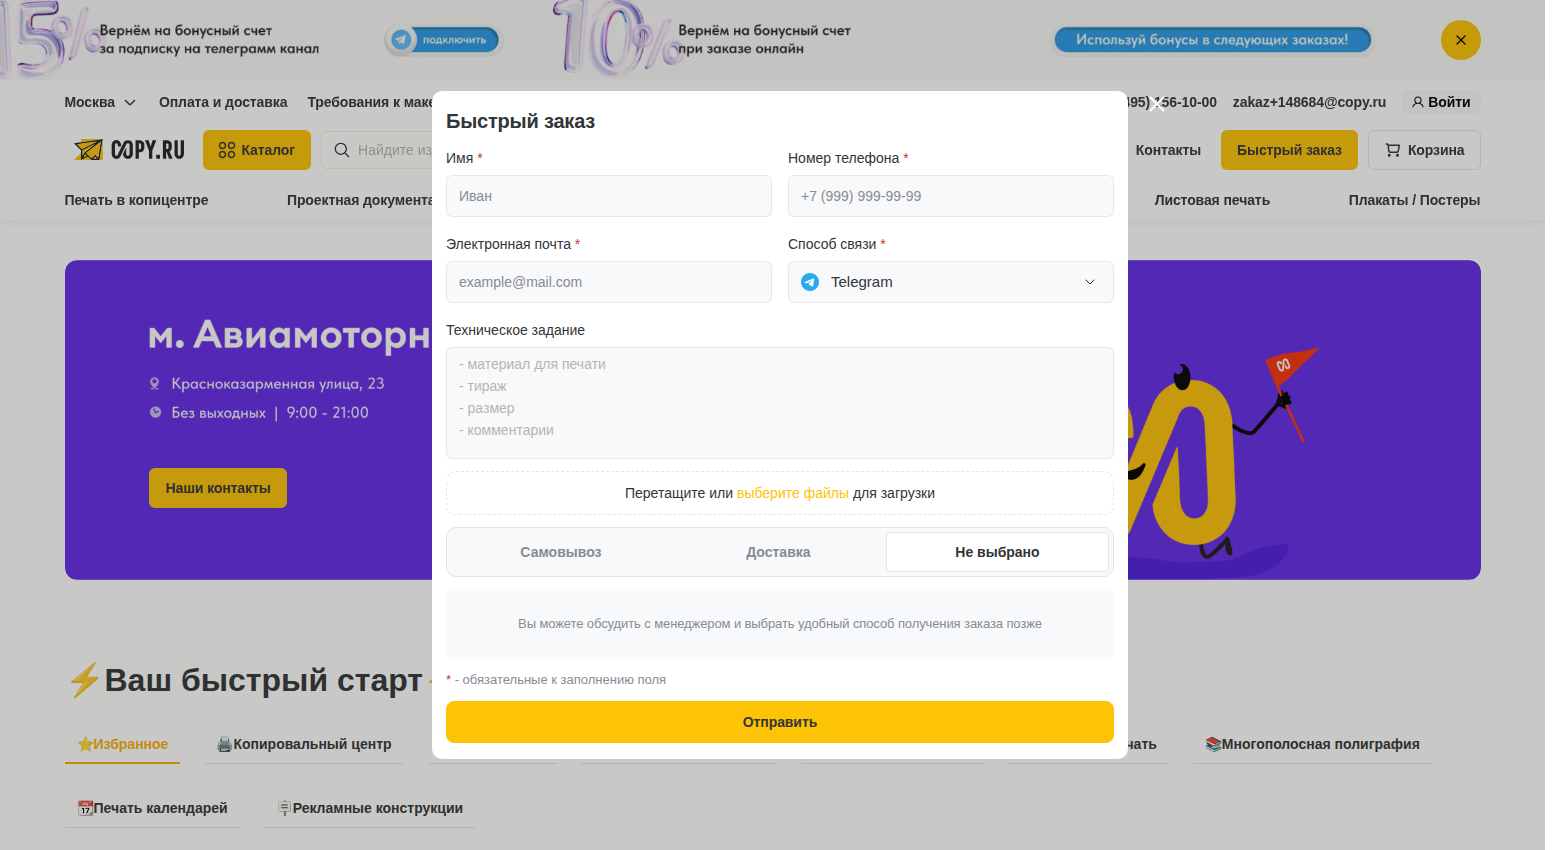 15%
Вернём на бонусный счет
за подписку на телеграмм канал
подключить
10%
Вернём на бонусный счет
при заказе онлайн
Используй бонусы в следующих заказах!
Москва
Оплата и доставка
Требования к маке
495) 156-10-00
zakaz+148684@copy.ru
Войти
COPY.RU
Каталог
Найдите из
Контакты
Быстрый заказ
Корзина
Печать в копицентре
Проектная документа
Листовая печать
Плакаты / Постеры
м. Авиамоторн
Красноказарменная улица, 23
Без выходных | 9:00 - 21:00
Наши контакты
Быстрый заказ
Имя *
Номер телефона *
Иван
+7 (999) 999-99-99
Электронная почта *
Способ связи *
example@mail.com
Telegram
Техническое задание
- материал для печати
- тираж
- размер
- комментарии
Перетащите или выберите файлы для загрузки
Самовывоз
Доставка
Не выбрано
Вы можете обсудить с менеджером и выбрать удобный способ получения заказа позже
* - обязательные к заполнению поля
Отправить
⚡Ваш быстрый старт
⭐Избранное
🖨️Копировальный центр
чать
📚Многополосная полиграфия
📆Печать календарей
🪧Рекламные конструкции